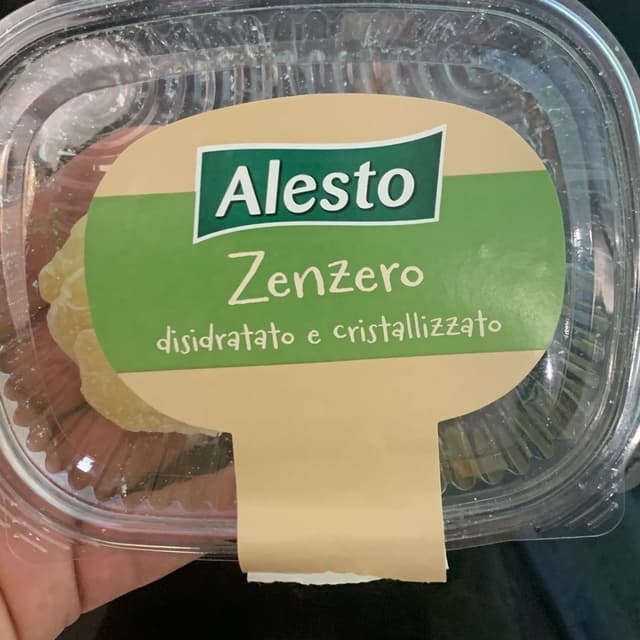 Alesto
Zenzero
disidratato e cristallizzato